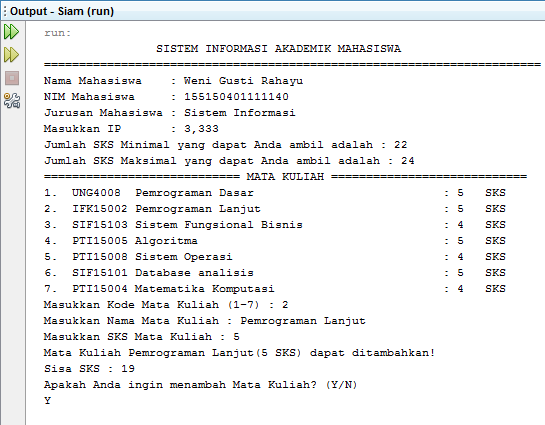 Output - Siam (run)
run:
SISTEM INFORMASI AKADEMIK MAHASISWA
=======================================================================
Nama Mahasiswa    : Weni Gusti Rahayu
NIM Mahasiswa     : 155150401111140
Jurusan Mahasiswa : Sistem Informasi
Masukkan IP       : 3,333
Jumlah SKS Minimal yang dapat Anda ambil adalah : 22
Jumlah SKS Maksimal yang dapat Anda ambil adalah : 24
============================ MATA KULIAH ============================
1.  UNG4008  Pemrograman Dasar                           : 5   SKS
2.  IFK15002 Pemrograman Lanjut                          : 5   SKS
3.  SIF15103 Sistem Fungsional Bisnis                    : 4   SKS
4.  PTI15005 Algoritma                                   : 5   SKS
5.  PTI15008 Sistem Operasi                              : 4   SKS
6.  SIF15101 Database analisis                           : 5   SKS
7.  PTI15004 Matematika Komputasi                        : 4   SKS
Masukkan Kode Mata Kuliah (1-7) : 2
Masukkan Nama Mata Kuliah : Pemrograman Lanjut
Masukkan SKS Mata Kuliah : 5
Mata Kuliah Pemrograman Lanjut(5 SKS) dapat ditambahkan!
Sisa SKS : 19
Apakah Anda ingin menambah Mata Kuliah? (Y/N)
Y